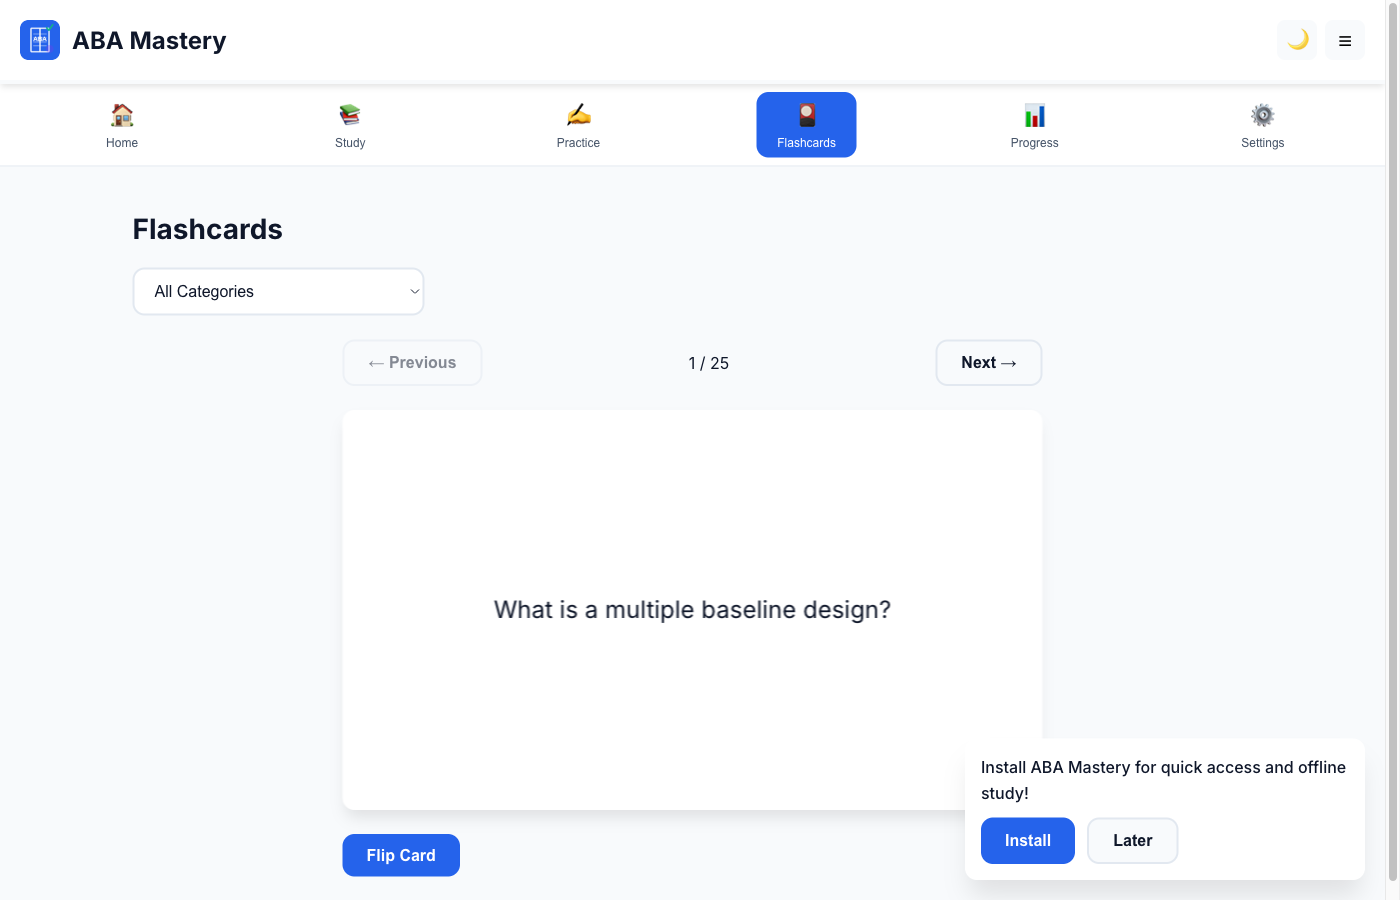 ABA
ABA Mastery
Home
Study
Practice
Flashcards
Progress
Settings
Flashcards
All Categories
← Previous
1 / 25
Next →
What is a multiple baseline design?
Install ABA Mastery for quick access and offline
study!
Install
Later
Flip Card